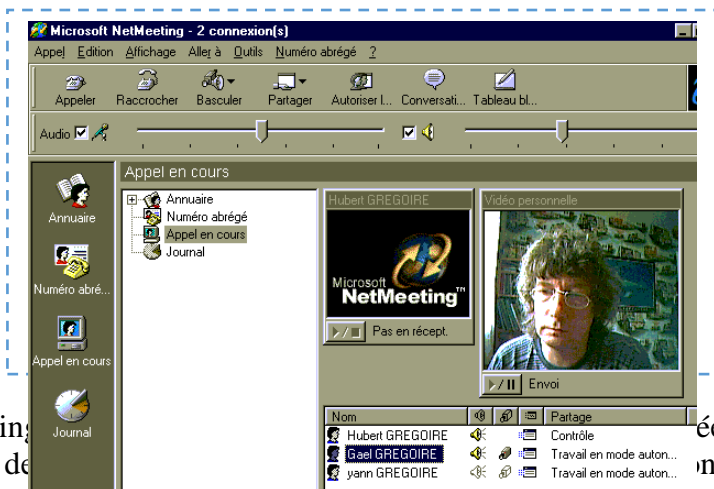 Microsoft NetMeeting - 2 connexion(s)
Appel Edition Affichage Aller à Outils Numéro abrégé ?
Appeler Raccrocher Basculer Partager Autoriser l... Conversati... Tableau bl...
Audio
Appel en cours
Annuaire
Numéro abré...
Appel en cours
Journal
Annuaire
Numéro abrégé
Appel en cours
Journal
Hubert GREGOIRE
Microsoft
NetMeeting™
Pas en récept.
Vidéo personnelle
Envoi
Nom Partage
Hubert GREGOIRE Contrôle
Gael GREGOIRE Travail en mode auton...
yann GREGOIRE Travail en mode auton...